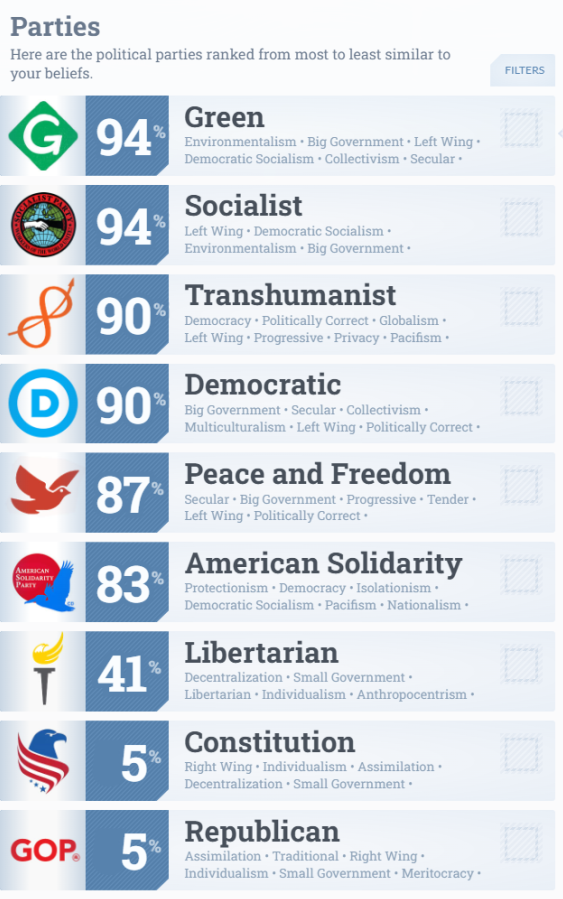 Parties
Here are the political parties ranked from most to least similar to
your beliefs.
FILTERS
G
94%
Green
Environmentalism • Big Government • Left Wing •
Democratic Socialism • Collectivism • Secular •
SOCIALIST PARTY
94%
Socialist
Left Wing • Democratic Socialism •
Environmentalism • Big Government •
90%
Transhumanist
Democracy • Politically Correct • Globalism •
Left Wing • Progressive • Privacy • Pacifism •
D
90%
Democratic
Big Government • Secular • Collectivism •
Multiculturalism • Left Wing • Politically Correct •
87%
Peace and Freedom
Secular • Big Government • Progressive • Tender •
Left Wing • Politically Correct •
AMERICAN
SOLIDARITY
PARTY
83%
American Solidarity
Protectionism • Democracy • Isolationism •
Democratic Socialism • Pacifism • Nationalism •
41%
Libertarian
Decentralization • Small Government •
Libertarian • Individualism • Anthropocentrism •
5%
Constitution
Right Wing • Individualism • Assimilation •
Decentralization • Small Government •
GOP®
5%
Republican
Assimilation • Traditional • Right Wing •
Individualism • Small Government • Meritocracy •